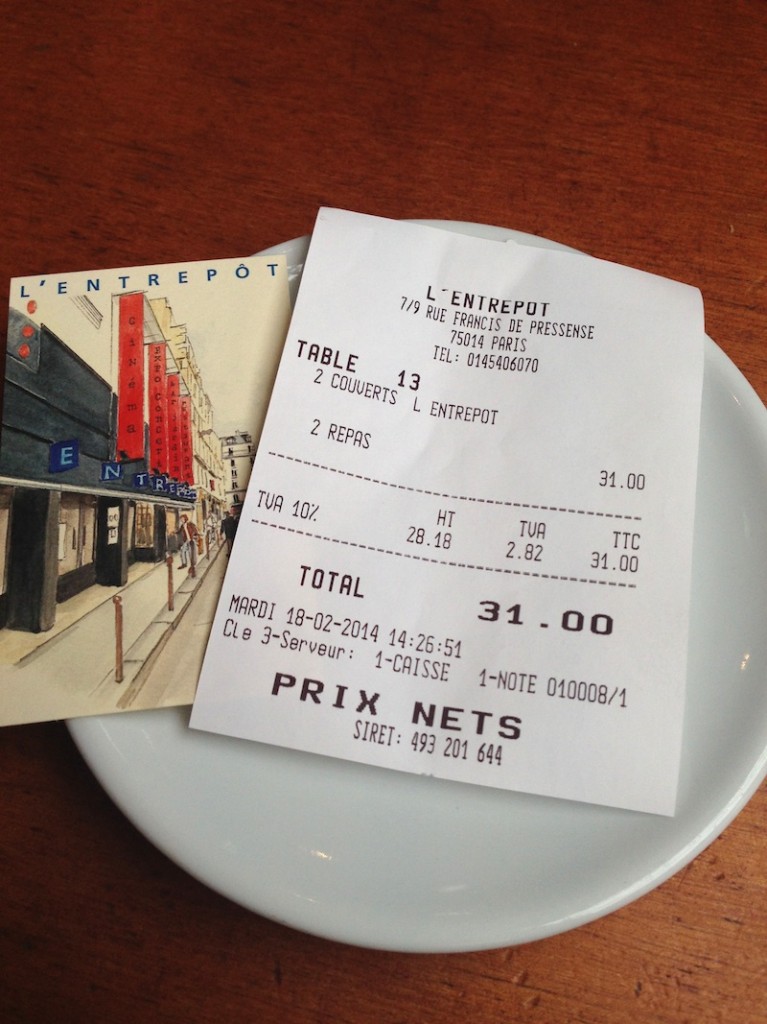 L'ENTREPÔT
cinéma
ENTREPÔ
L'ENTREPOT
7/9 RUE FRANCIS DE PRESSENSE
75014 PARIS
TEL: 0145406070
TABLE 13
2 COUVERTS L ENTREPOT
2 REPAS
31.00
HT TVA TTC
TVA 10% 28.18 2.82 31.00
TOTAL 31.00
MARDI 18-02-2014 14:26:51
Cle 3-Serveur: 1-CAISSE 1-NOTE 010008/1
PRIX NETS
SIRET: 493 201 644